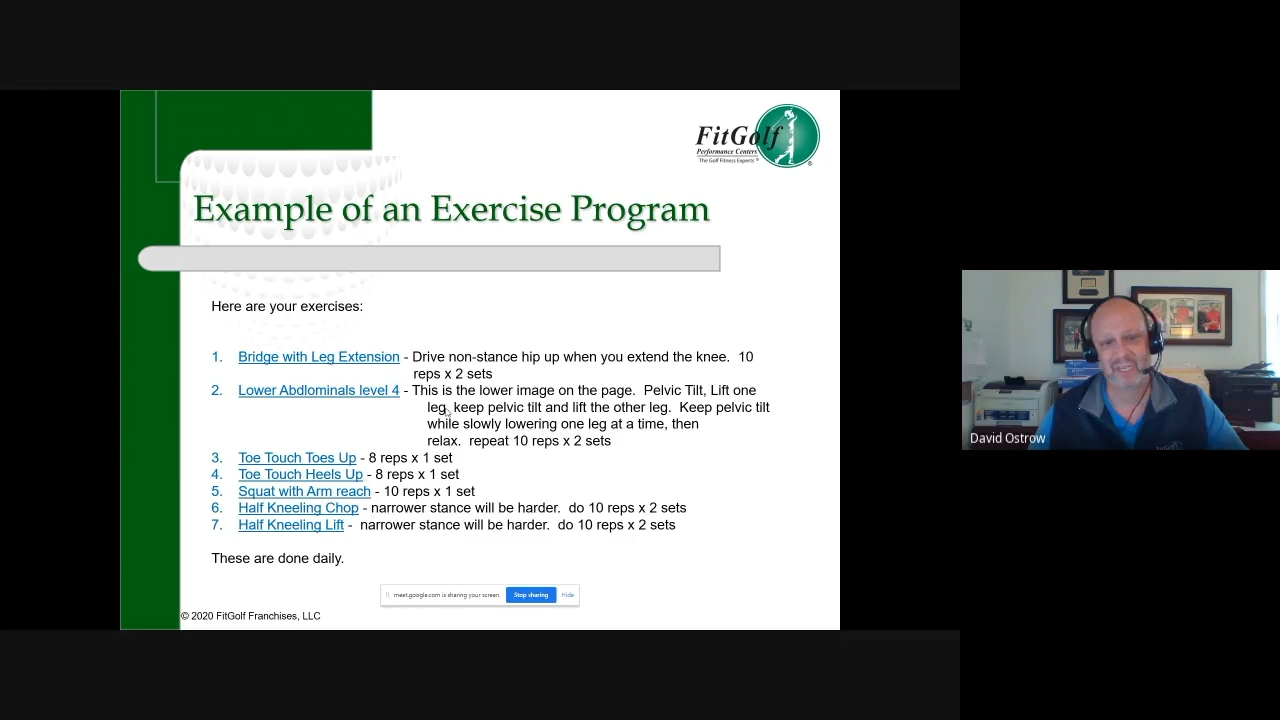 FitGolf
Performance Centers
The Golf Fitness Experts ®
®
Example of an Exercise Program
Here are your exercises:
1. Bridge with Leg Extension - Drive non-stance hip up when you extend the knee. 10
reps x 2 sets
2. Lower Abdlominals level 4 - This is the lower image on the page. Pelvic Tilt, Lift one
leg, keep pelvic tilt and lift the other leg. Keep pelvic tilt
while slowly lowering one leg at a time, then
relax. repeat 10 reps x 2 sets
3. Toe Touch Toes Up - 8 reps x 1 set
4. Toe Touch Heels Up - 8 reps x 1 set
5. Squat with Arm reach - 10 reps x 1 set
6. Half Kneeling Chop - narrower stance will be harder. do 10 reps x 2 sets
7. Half Kneeling Lift - narrower stance will be harder. do 10 reps x 2 sets
These are done daily.
meet.google.com is sharing your screen. Stop sharing Hide
© 2020 FitGolf Franchises, LLC
David Ostrow